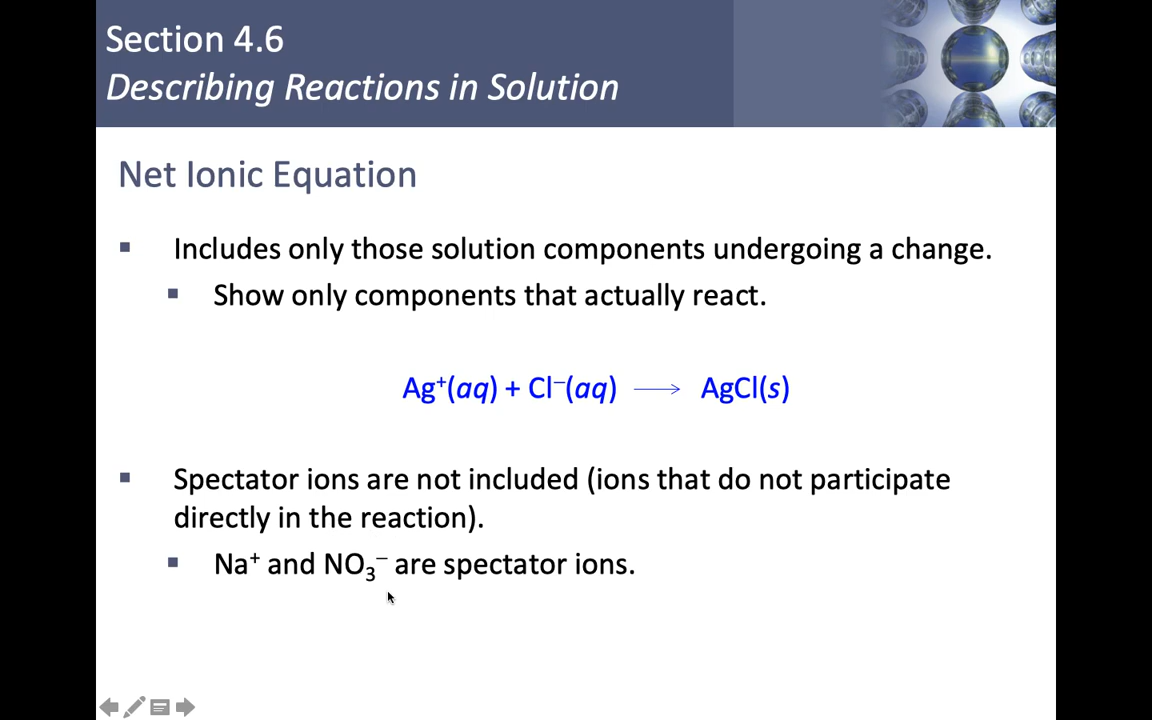 Section 4.6
Describing Reactions in Solution
Net Ionic Equation
▪ Includes only those solution components undergoing a change.
▪ Show only components that actually react.
Ag⁺(aq) + Cl⁻(aq) ⟶ AgCl(s)
▪ Spectator ions are not included (ions that do not participate
directly in the reaction).
▪ Na⁺ and NO₃⁻ are spectator ions.